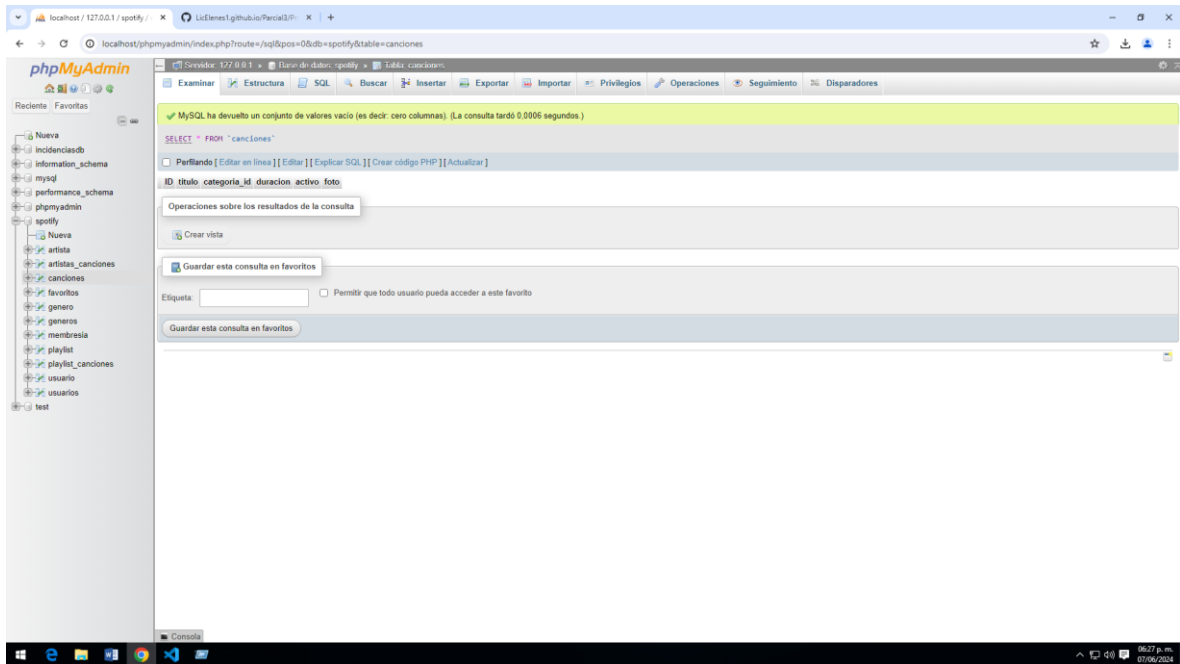 localhost / 127.0.0.1 / spotify /
LicElenes1.github.io/Parcial3/Pr
localhost/phpmyadmin/index.php?route=/sql&pos=0&db=spotify&table=canciones
phpMyAdmin
Reciente Favoritas
Nueva
incidenciasdb
information_schema
mysql
performance_schema
phpmyadmin
spotify
Nueva
artista
artistas_canciones
canciones
favoritos
genero
generos
membresia
playlist
playlist_canciones
usuario
usuarios
test
Servidor: 127.0.0.1 » Base de datos: spotify » Tabla: canciones
Examinar Estructura SQL Buscar Insertar Exportar Importar Privilegios Operaciones Seguimiento Disparadores
MySQL ha devuelto un conjunto de valores vacío (es decir: cero columnas). (La consulta tardó 0,0006 segundos.)
SELECT * FROM `canciones`
Perfilando [ Editar en línea ] [ Editar ] [ Explicar SQL ] [ Crear código PHP ] [ Actualizar ]
ID titulo categoria_id duracion activo foto
Operaciones sobre los resultados de la consulta
Crear vista
Guardar esta consulta en favoritos
Etiqueta: Permitir que todo usuario pueda acceder a este favorito
Guardar esta consulta en favoritos
Consola
06:27 p. m.
07/06/2024